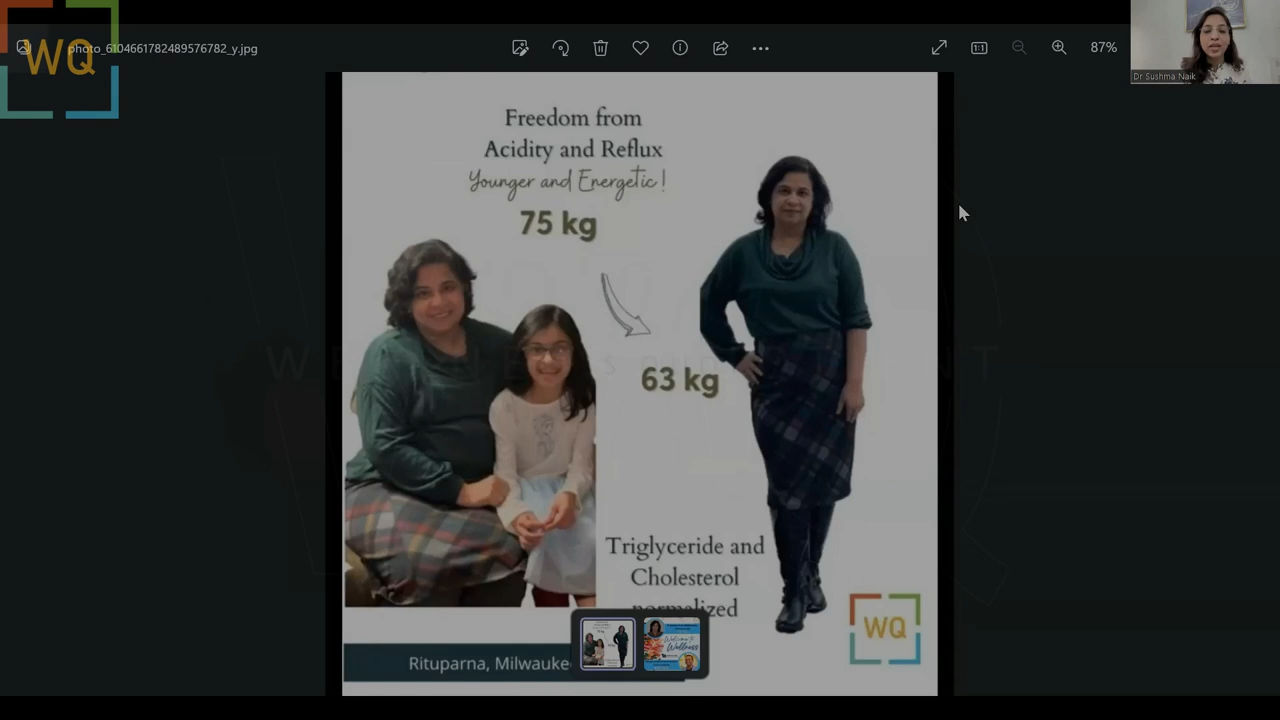 WQ
photo_6104661782489576782_y.jpg
87%
Dr Sushma Naik
Freedom from
Acidity and Reflux
Younger and Energetic!
75 kg
63 kg
Triglyceride and
Cholesterol
normalized
WQ
Rituparna,